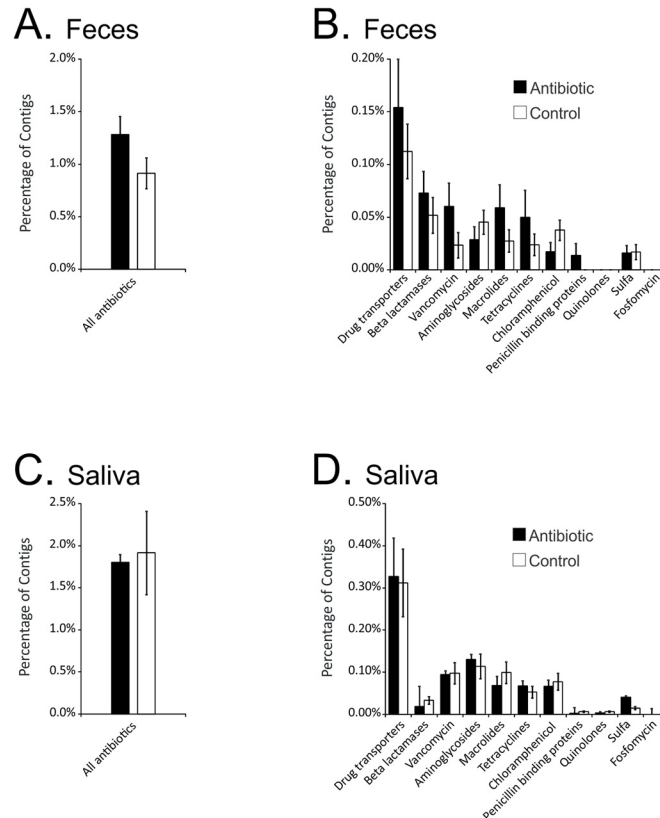 A. Feces
2.0%
1.5%
1.0%
0.5%
0.0%
Percentage of Contigs
All antibiotics
B. Feces
0.20%
0.15%
0.10%
0.05%
0.00%
Percentage of Contigs
Antibiotic
Control
Drug transporters
Beta lactamases
Vancomycin
Aminoglycosides
Macrolides
Tetracyclines
Chloramphenicol
Penicillin binding proteins
Quinolones
Sulfa
Fosfomycin
C. Saliva
2.5%
2.0%
1.5%
1.0%
0.5%
0.0%
Percentage of Contigs
All antibiotics
D. Saliva
0.50%
0.40%
0.30%
0.20%
0.10%
0.00%
Percentage of Contigs
Antibiotic
Control
Drug transporters
Beta lactamases
Vancomycin
Aminoglycosides
Macrolides
Tetracyclines
Chloramphenicol
Penicillin binding proteins
Quinolones
Sulfa
Fosfomycin